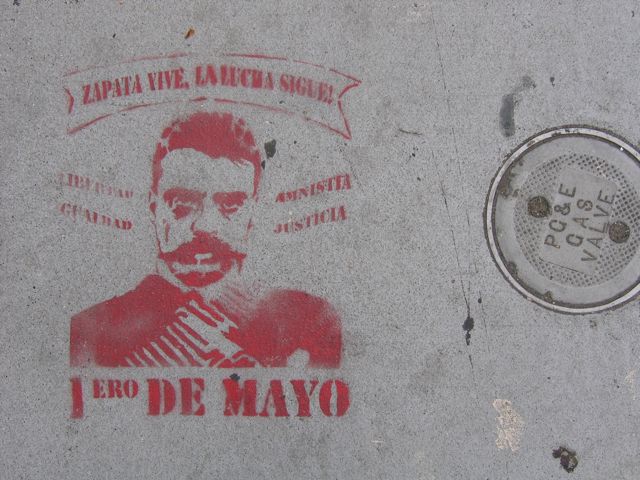 ZAPATA VIVE, LA LUCHA SIGUE!
LIBERTAD
AMNISTIA
IGUALDAD
JUSTICIA
1ERO DE MAYO
PG&E
GAS
VALVE